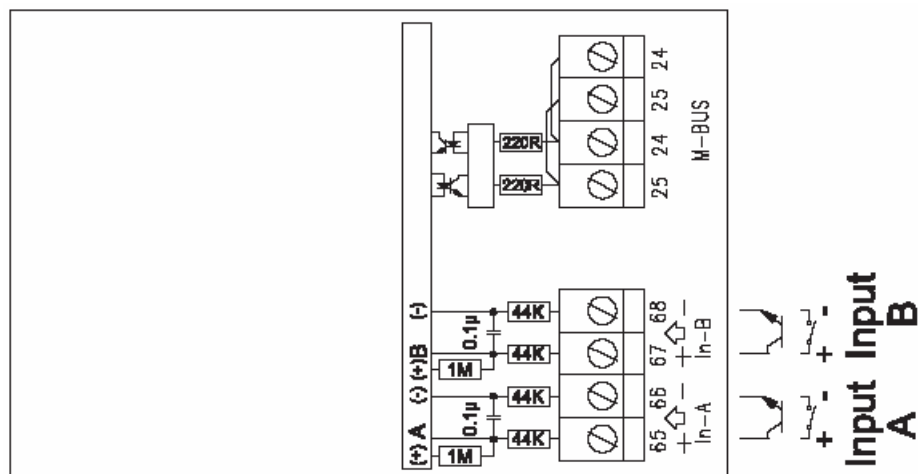 24
25
220R
24
220R
25
M-BUS
(-)
44K
68 -
0.1µ
(+)B
44K
67 +
1M
In-B
Input B
(-)
44K
66 -
0.1µ
A
44K
65 +
(+)
1M
In-A
Input A
-
+
-
+